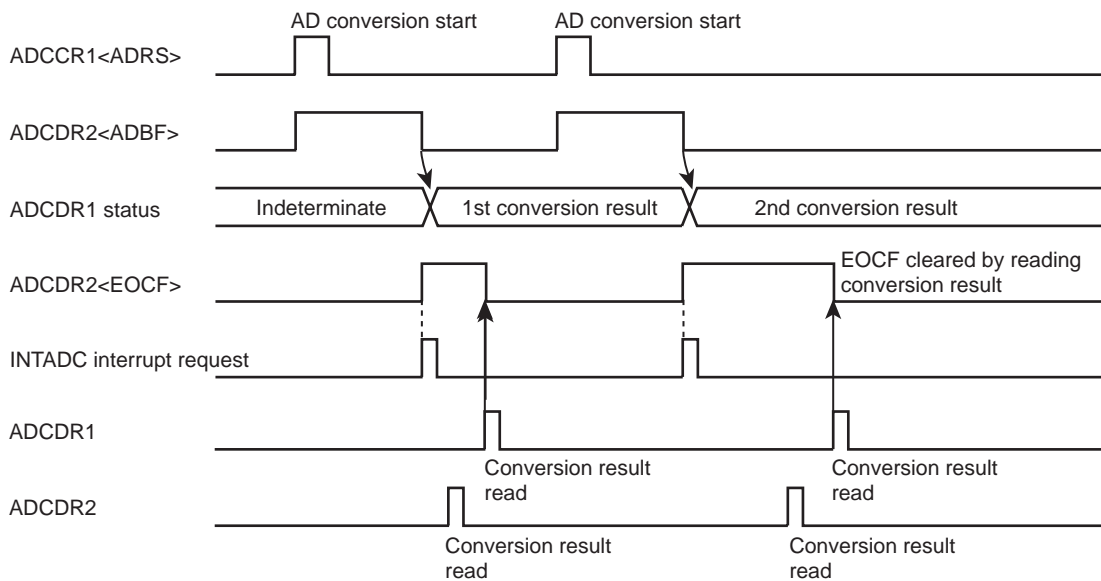 AD conversion start
AD conversion start
ADCCR1<ADRS>
ADCDR2<ADBF>
ADCDR1 status
Indeterminate
1st conversion result
2nd conversion result
ADCDR2<EOCF>
EOCF cleared by reading
conversion result
INTADC interrupt request
ADCDR1
Conversion result
read
Conversion result
read
ADCDR2
Conversion result
read
Conversion result
read